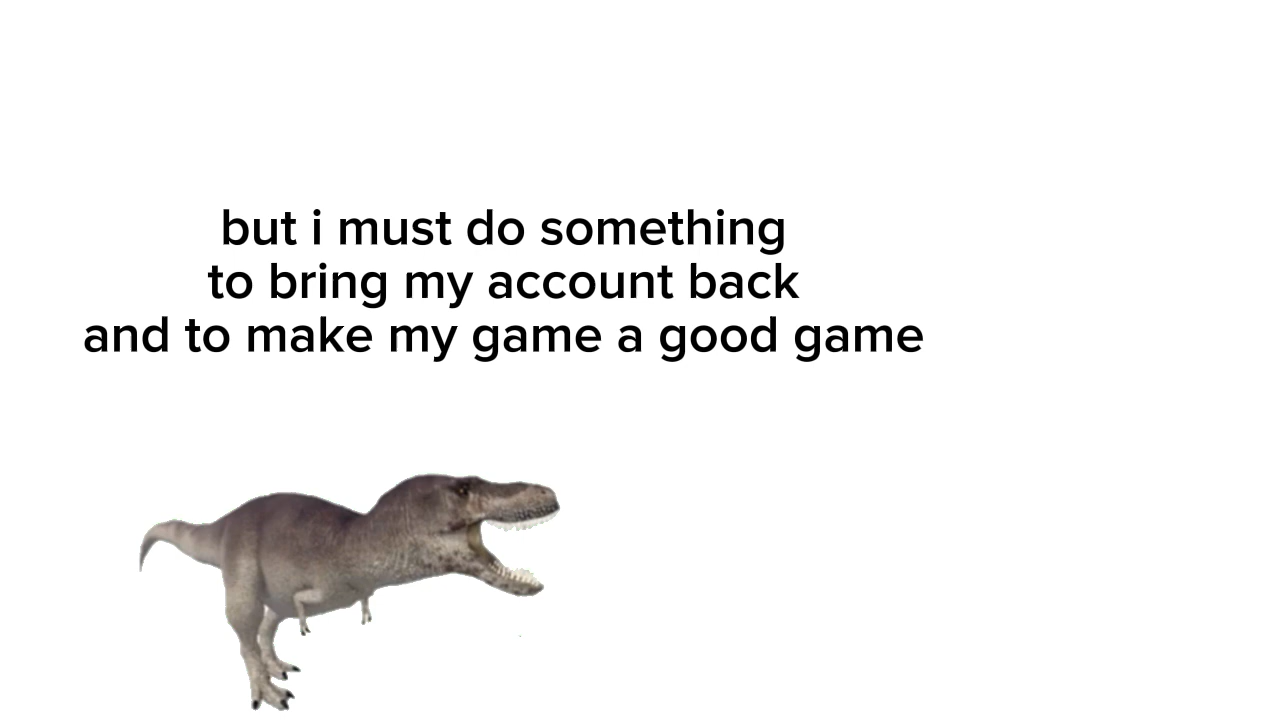 but i must do something
to bring my account back
and to make my game a good game